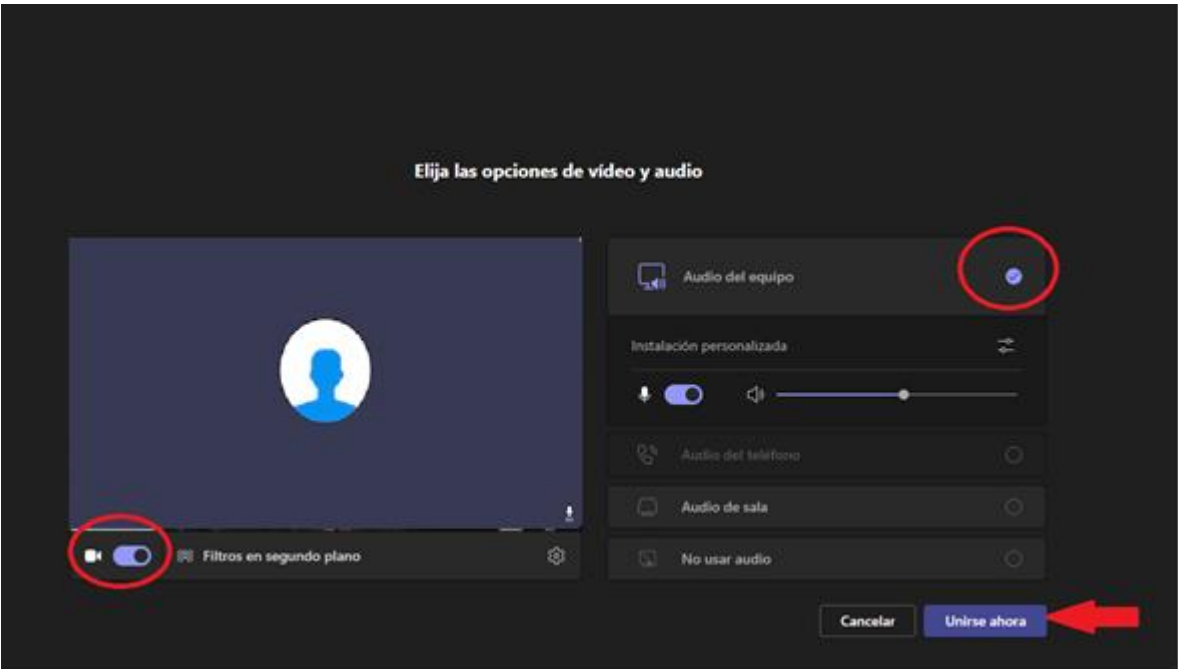 Elija las opciones de vídeo y audio
Audio del equipo
Instalación personalizada
Audio del teléfono
Audio de sala
Filtros en segundo plano
No usar audio
Cancelar
Unirse ahora